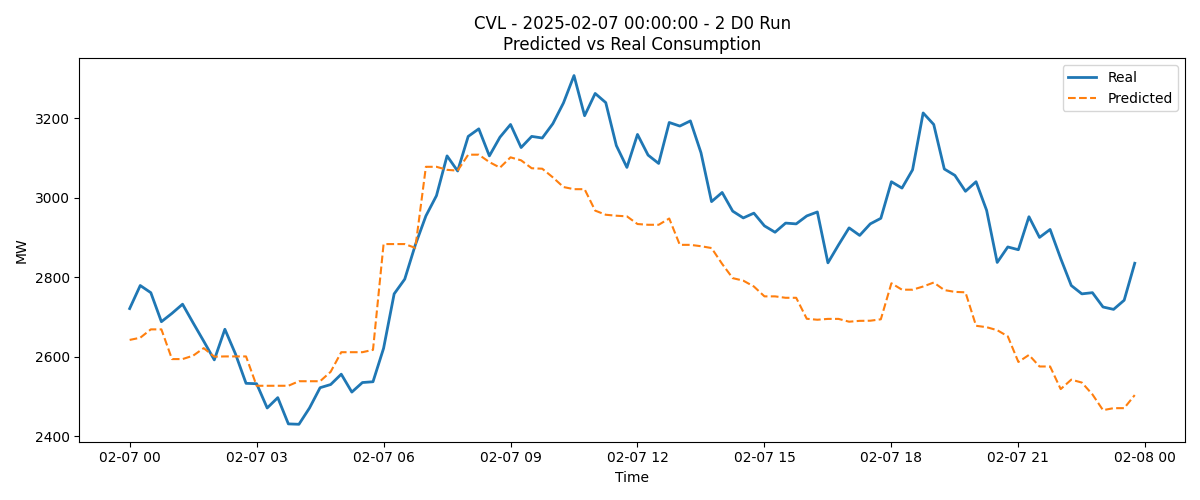 CVL - 2025-02-07 00:00:00 - 2 D0 Run
Predicted vs Real Consumption
Real
Predicted
MW
3200
3000
2800
2600
2400
02-07 00
02-07 03
02-07 06
02-07 09
02-07 12
02-07 15
02-07 18
02-07 21
02-08 00
Time